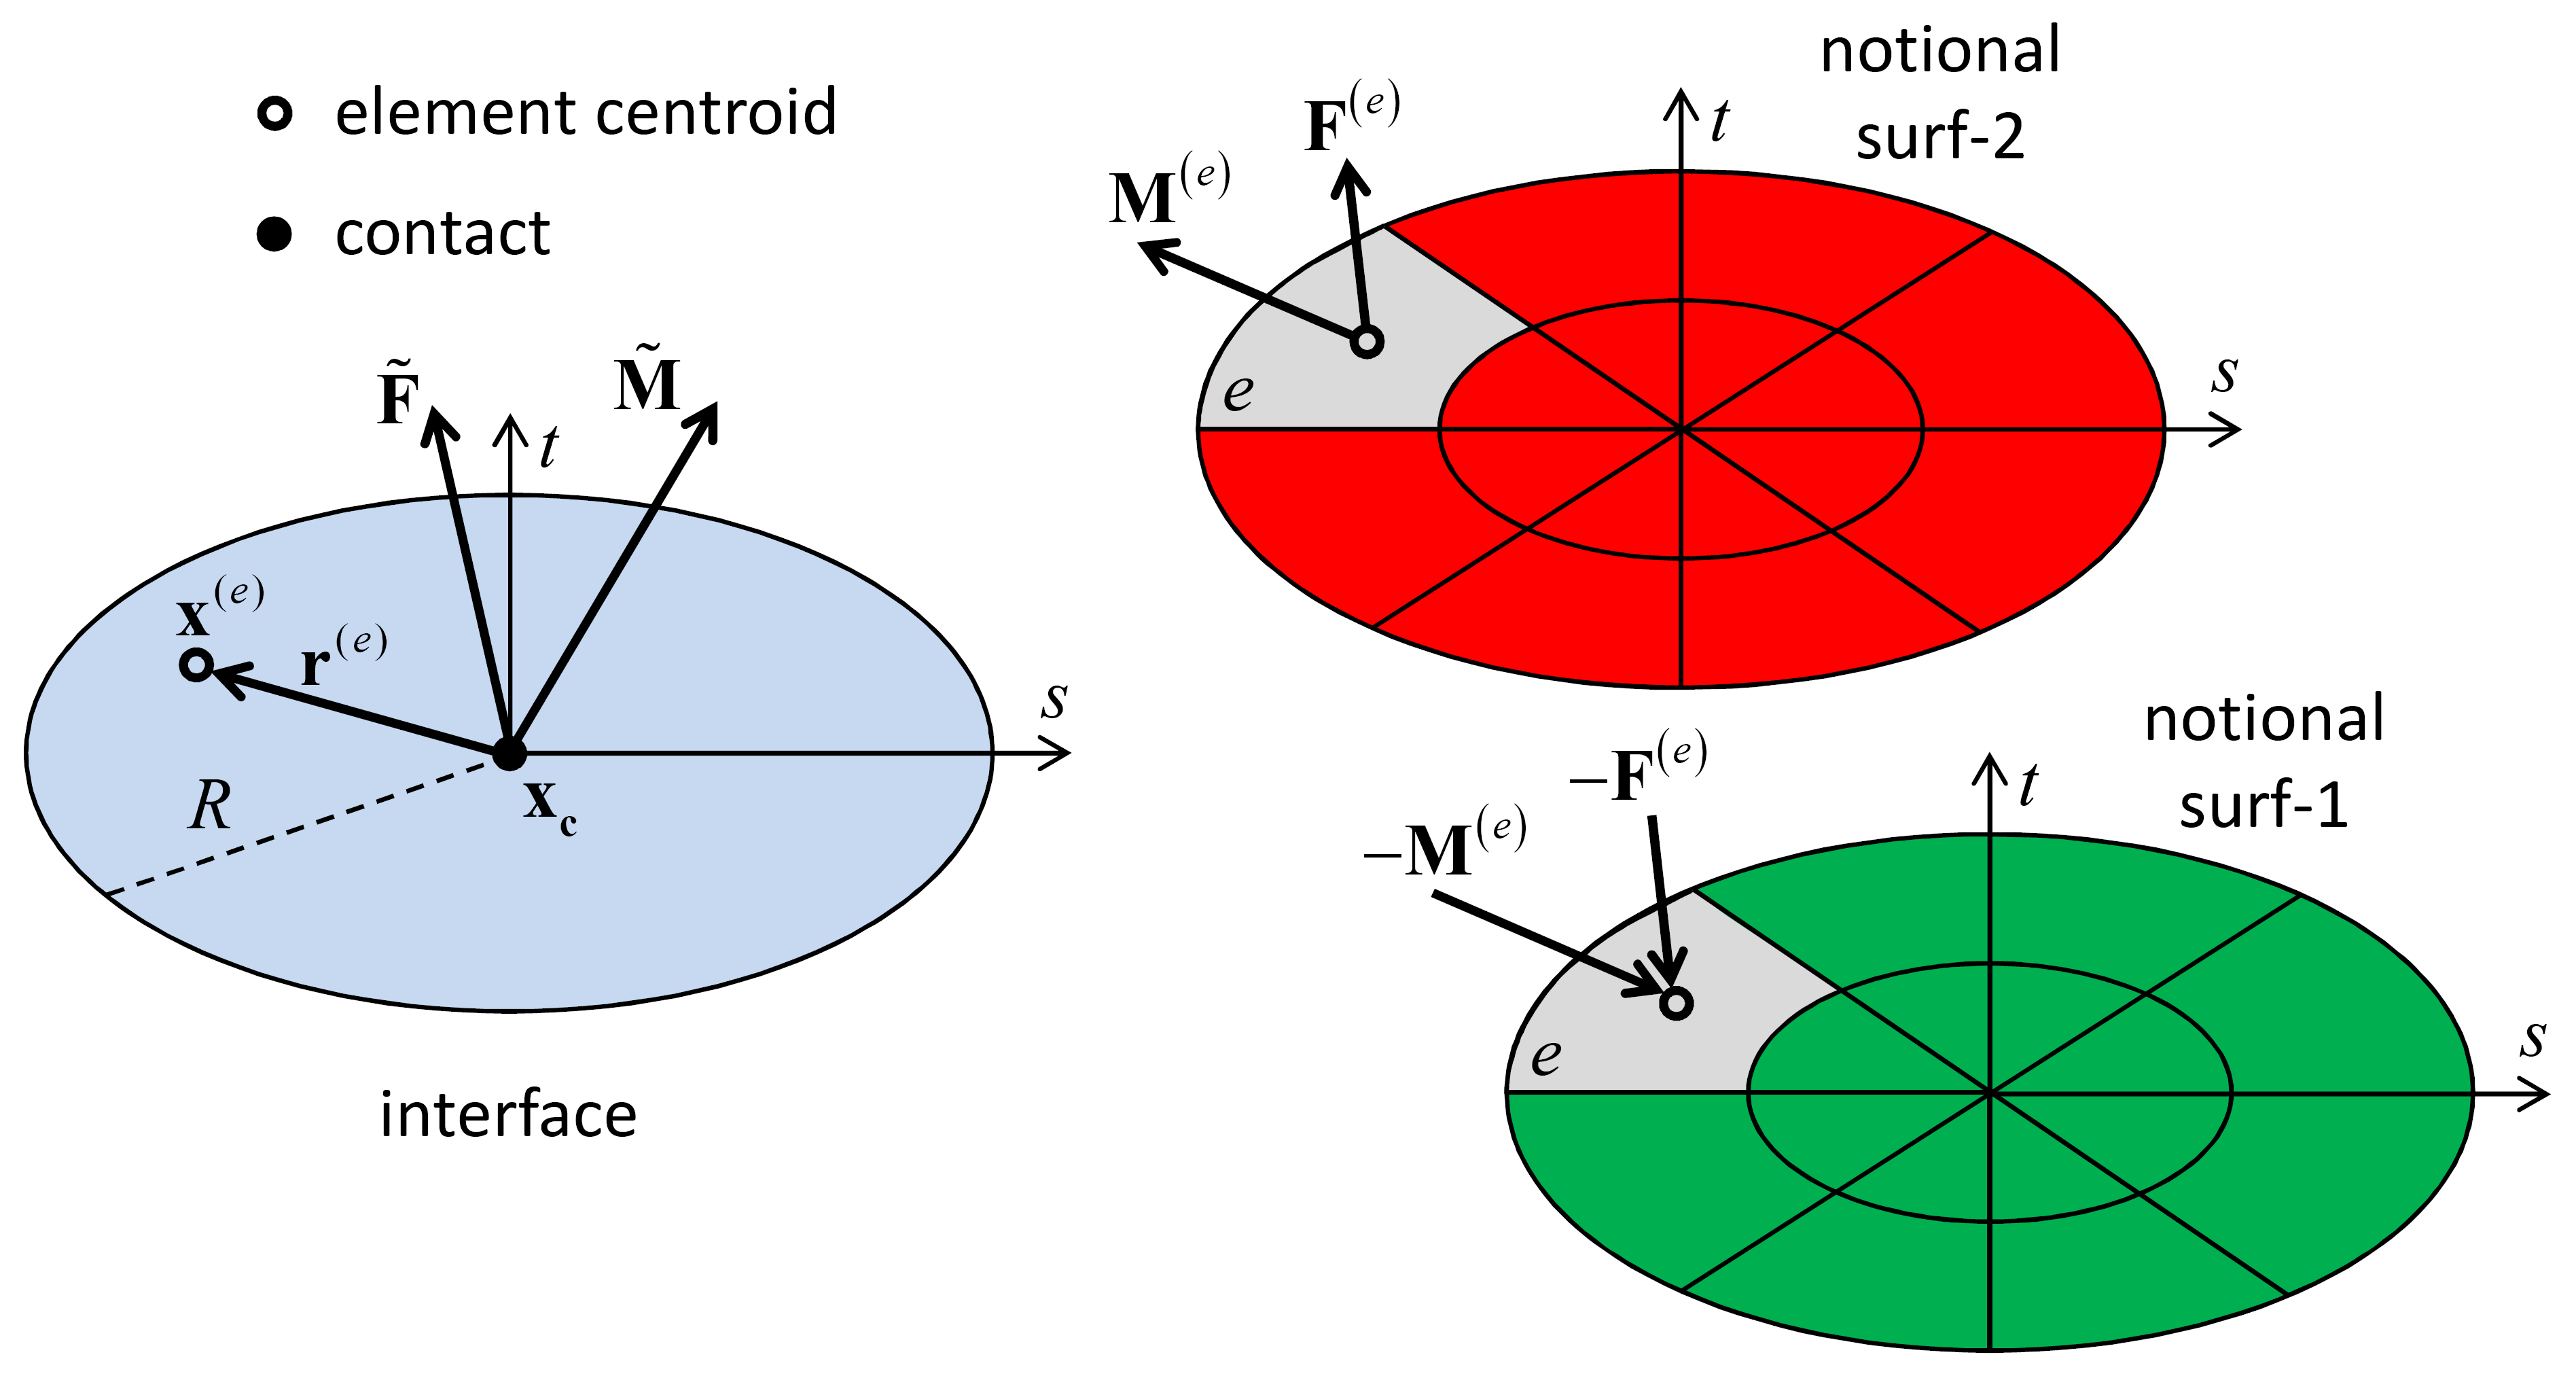 element centroid
contact
F̃
M̃
t
x^(e)
r^(e)
s
R
x_c
interface
notional
surf-2
F^(e)
M^(e)
t
s
e
notional
surf-1
−F^(e)
−M^(e)
t
s
e